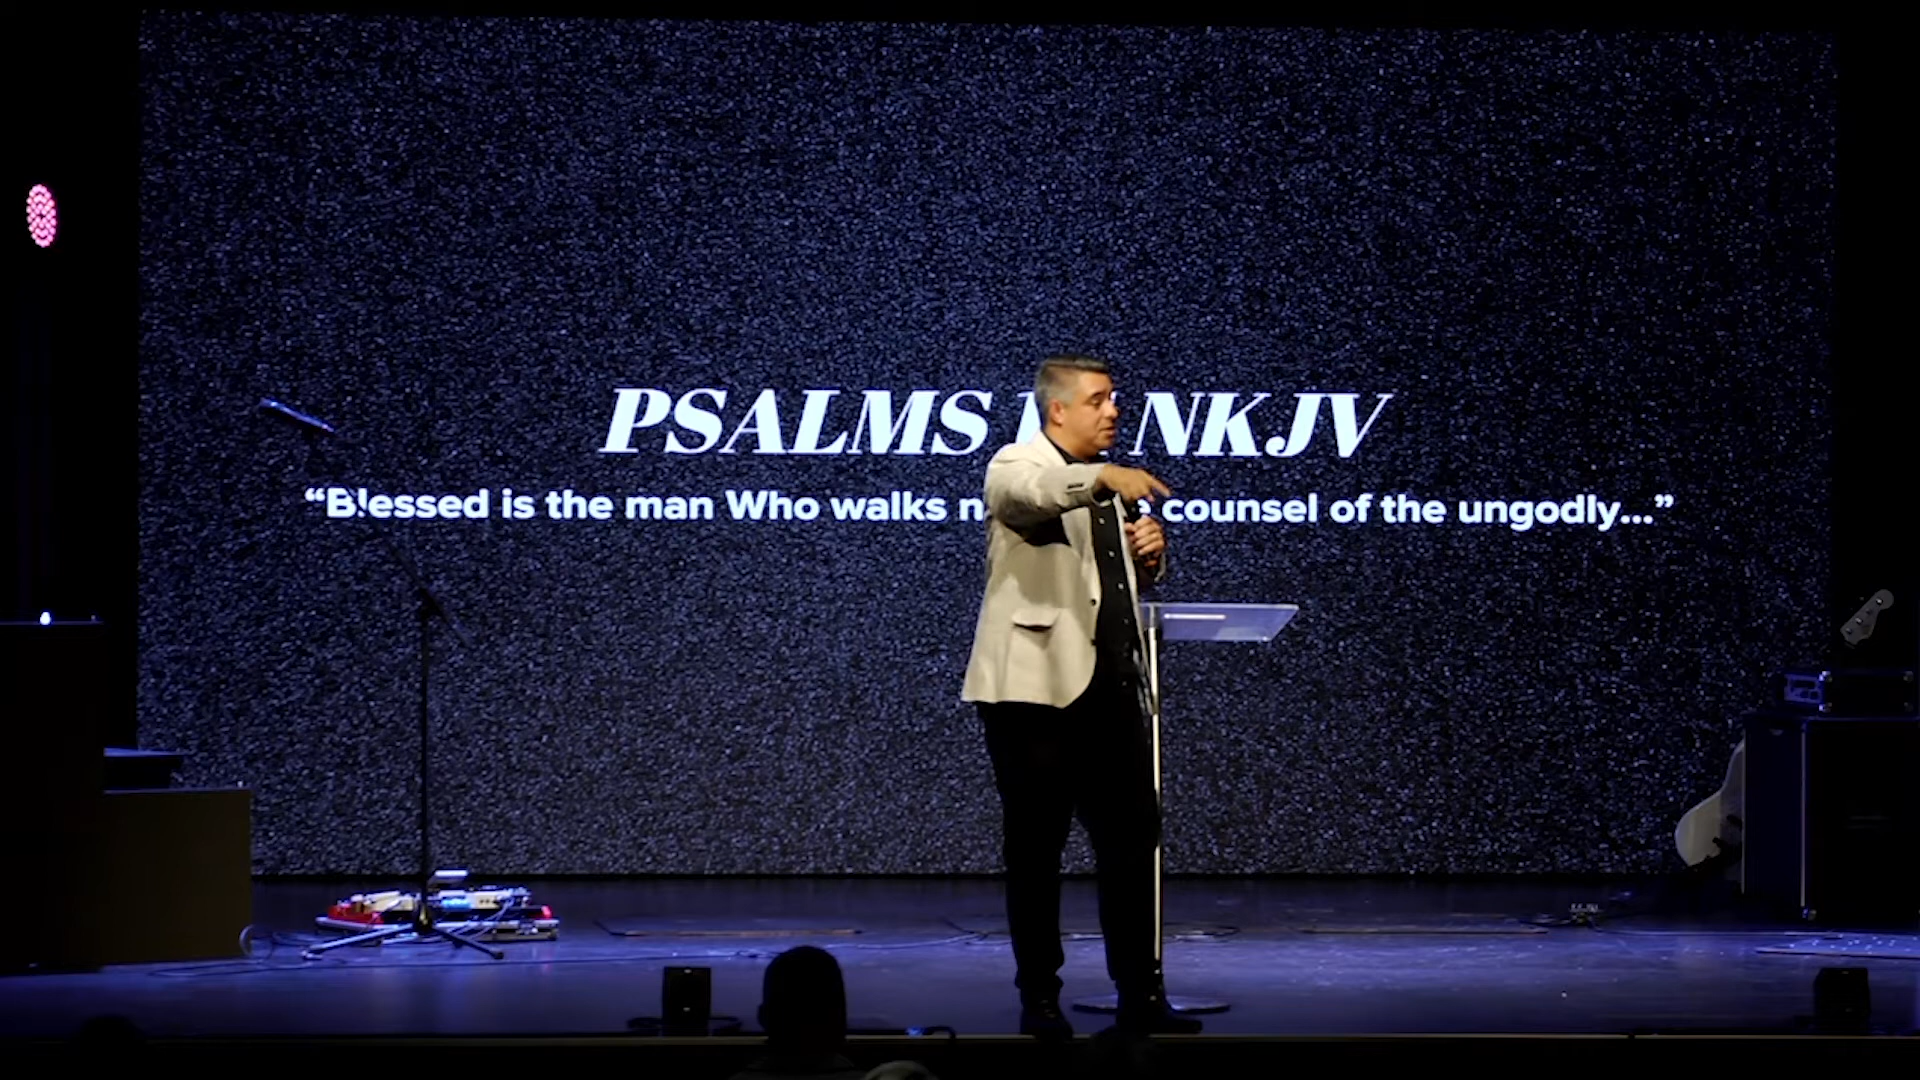 PSALMS NKJV
“Blessed is the man Who walks counsel of the ungodly...”